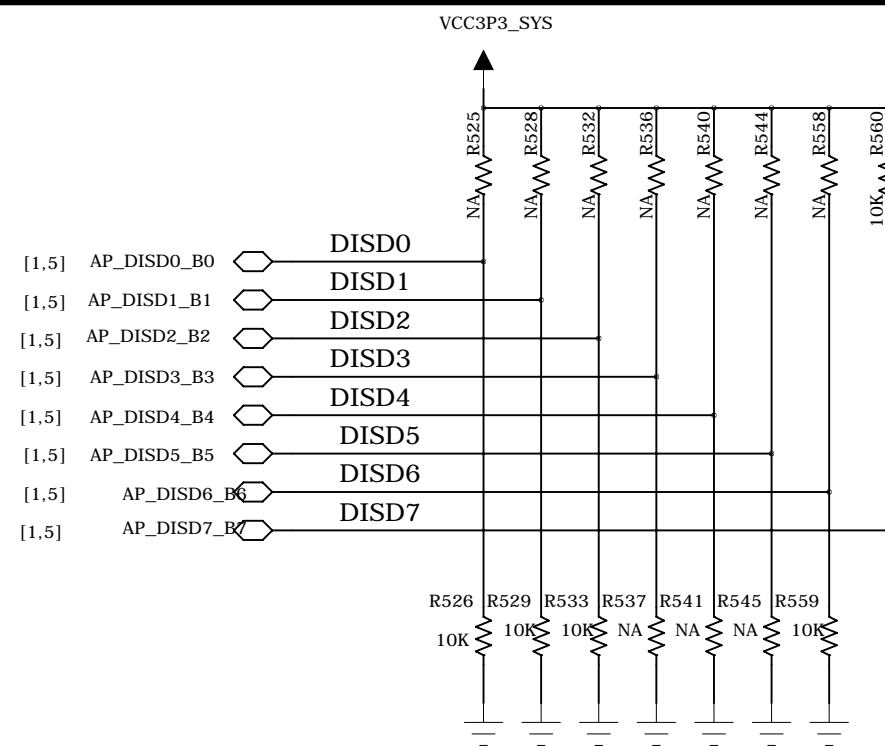 VCC3P3_SYS
R525 R528 R532 R536 R540 R544 R558 R560
NA NA NA NA NA NA NA 10K
[1,5] AP_DISD0_B0 DISD0
[1,5] AP_DISD1_B1 DISD1
[1,5] AP_DISD2_B2 DISD2
[1,5] AP_DISD3_B3 DISD3
[1,5] AP_DISD4_B4 DISD4
[1,5] AP_DISD5_B5 DISD5
[1,5] AP_DISD6_B6 DISD6
[1,5] AP_DISD7_B7 DISD7
R526 R529 R533 R537 R541 R545 R559
10K 10K 10K NA NA NA 10K